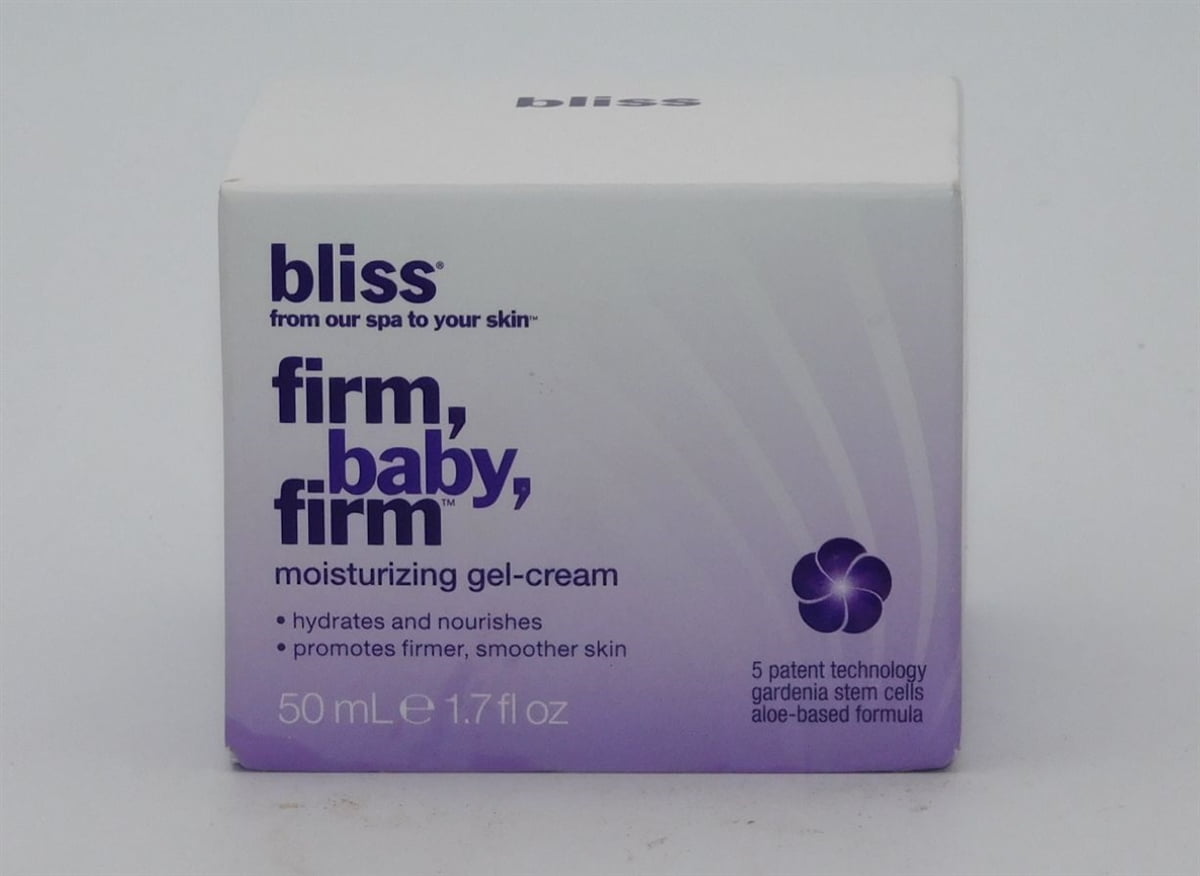 bliss
bliss®
from our spa to your skin™
firm,
baby,
firm™
moisturizing gel-cream
• hydrates and nourishes
• promotes firmer, smoother skin
50 mL ℮ 1.7 fl oz
5 patent technology
gardenia stem cells
aloe-based formula